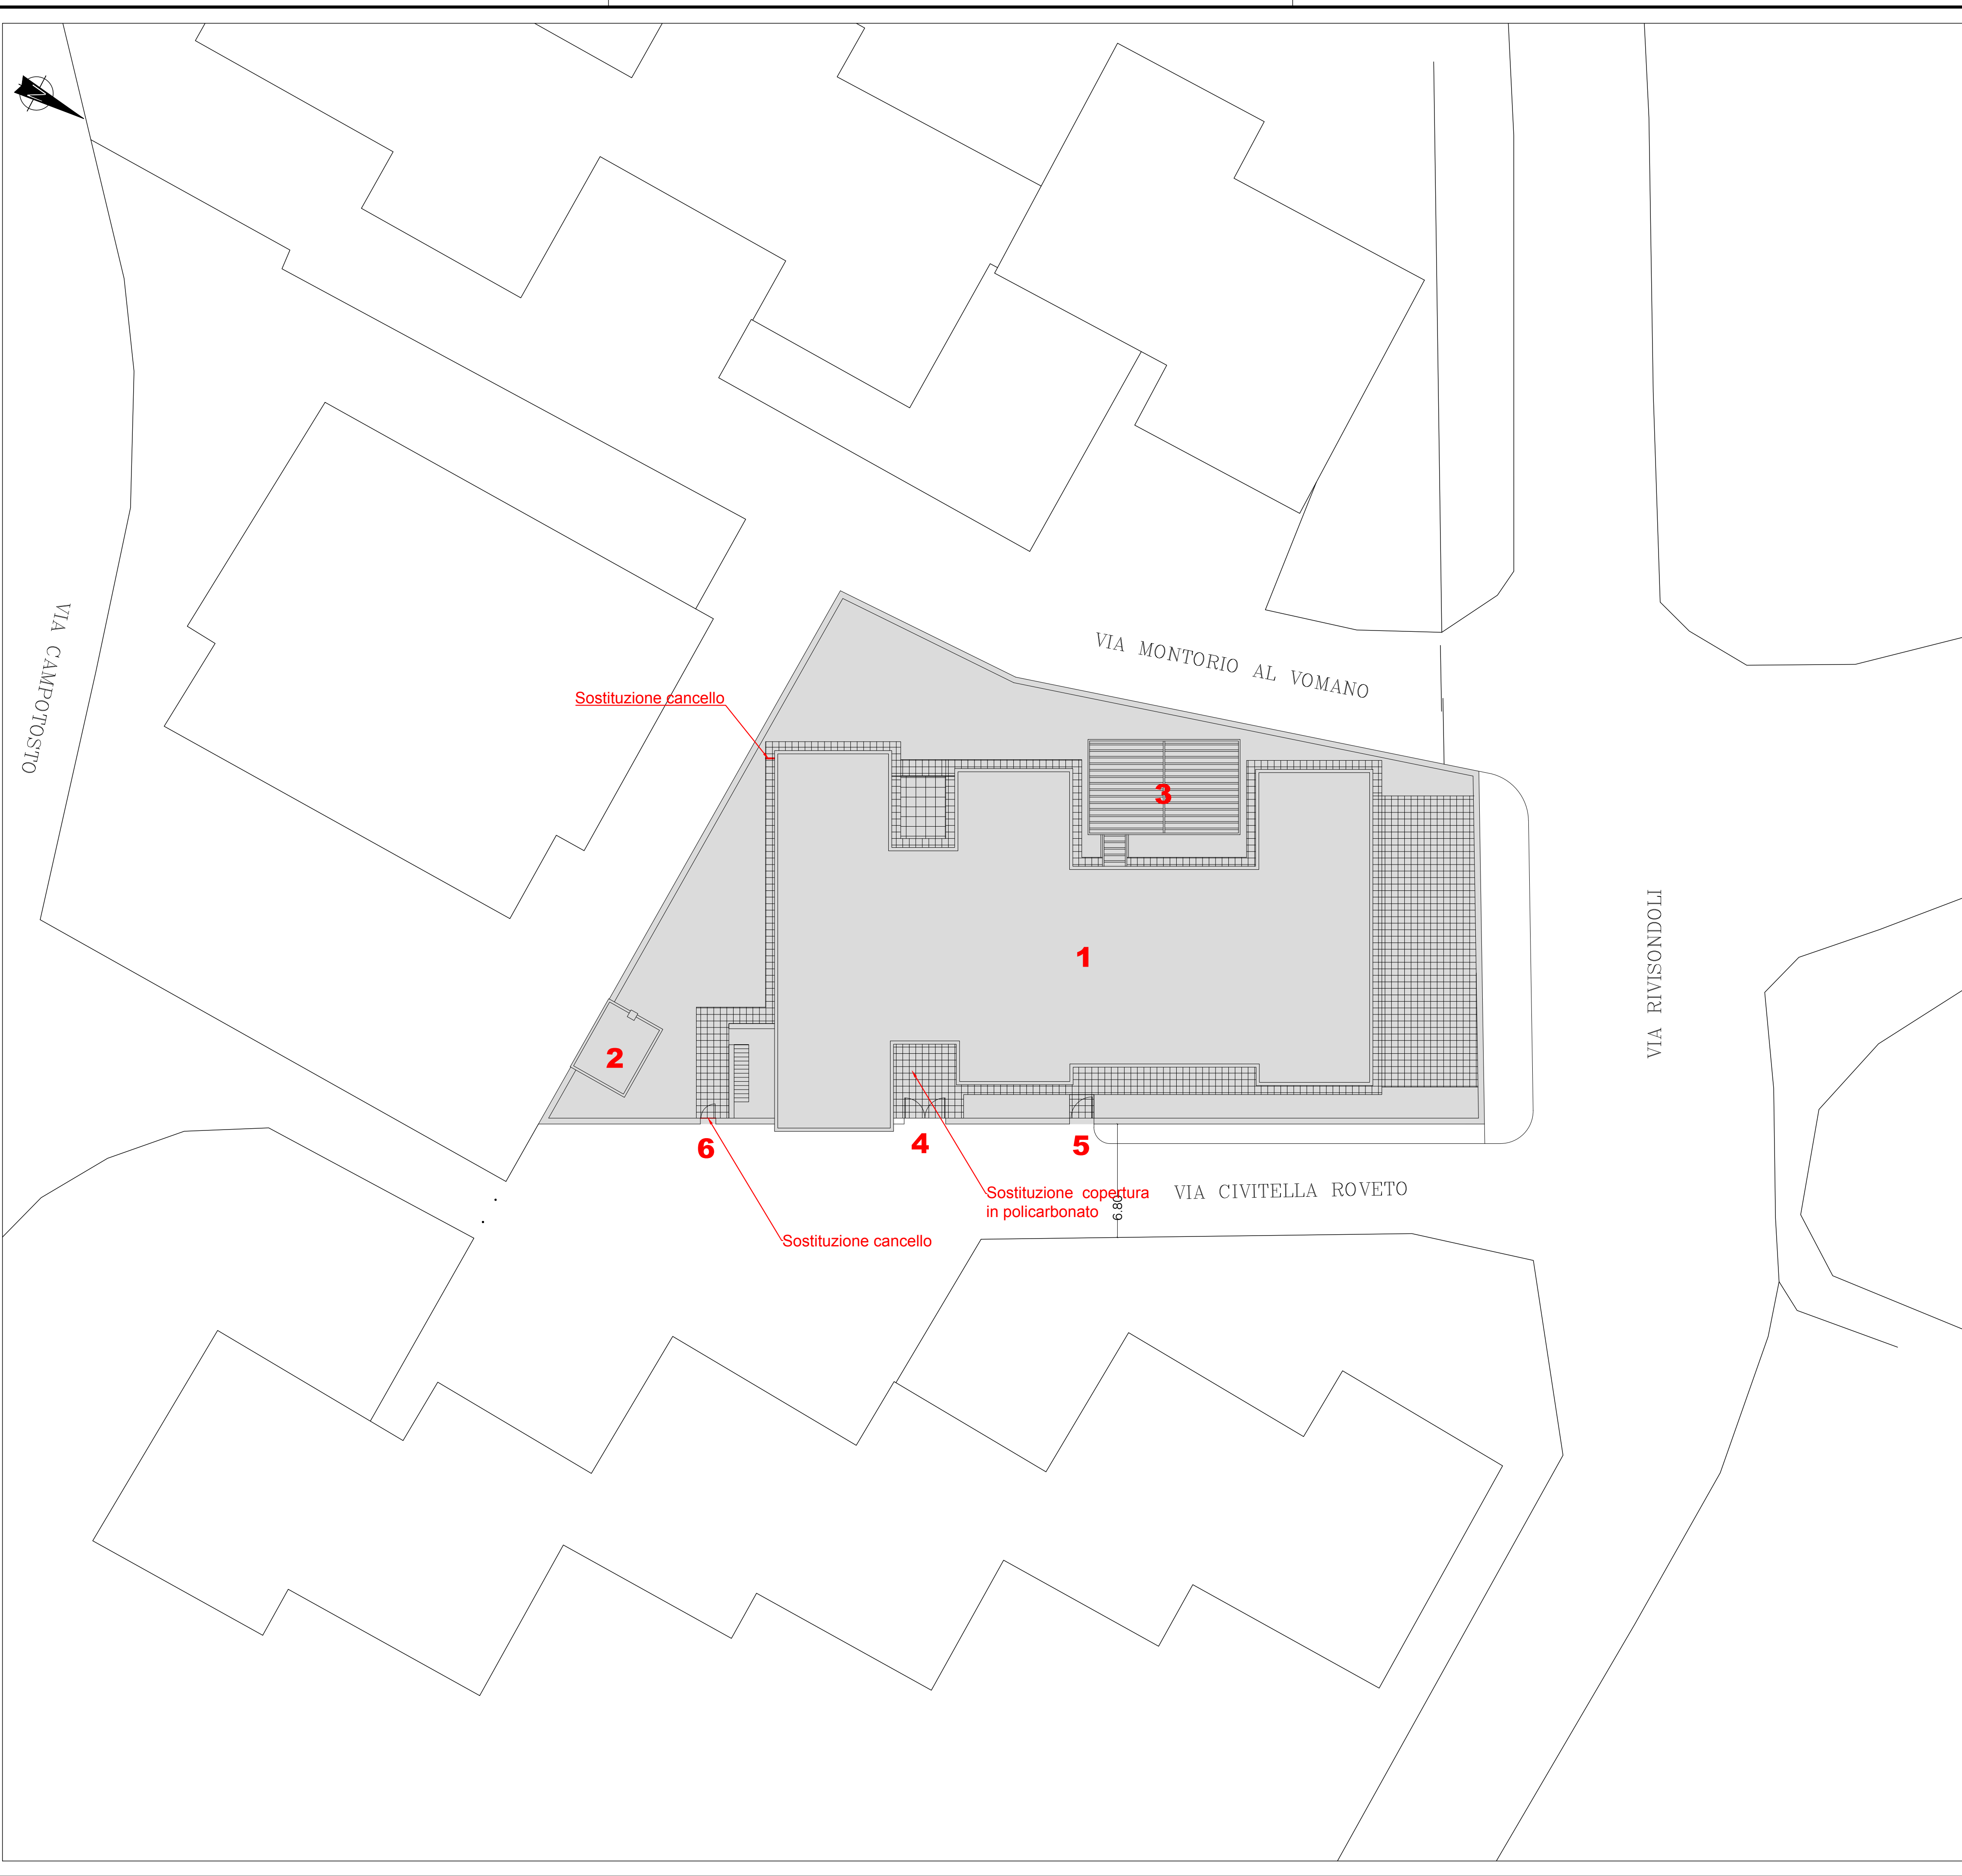 N
VIA CAMPOTOSTO
VIA MONTORIO AL VOMANO
Sostituzione cancello
3
1
VIA RIVISONDOLI
2
6
4
5
Sostituzione copertura
in policarbonato
6.80
VIA CIVITELLA ROVETO
Sostituzione cancello